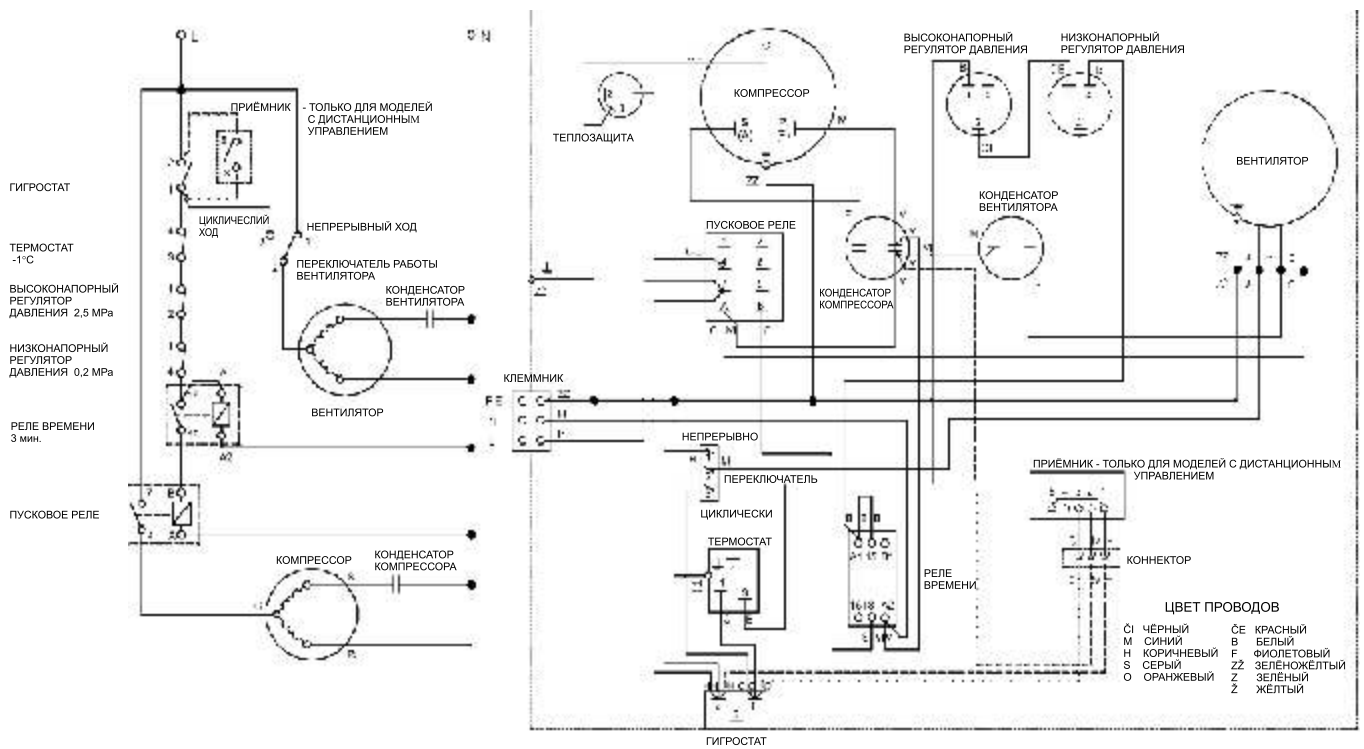 L
N
ПРИЁМНИК - ТОЛЬКО ДЛЯ МОДЕЛЕЙ
С ДИСТАНЦИОННЫМ
УПРАВЛЕНИЕМ
ГИГРОСТАТ
ЦИКЛИЧЕСЛИЙ
ХОД
НЕПРЕРЫВНЫЙ ХОД
ТЕРМОСТАТ
-1°C
ПЕРЕКЛЮЧАТЕЛЬ РАБОТЫ
ВЕНТИЛЯТОРА
ВЫСОКОНАПОРНЫЙ
РЕГУЛЯТОР
ДАВЛЕНИЯ 2,5 MPa
КОНДЕНСАТОР
ВЕНТИЛЯТОРА
НИЗКОНАПОРНЫЙ
РЕГУЛЯТОР
ДАВЛЕНИЯ 0,2 MPa
ВЕНТИЛЯТОР
РЕЛЕ ВРЕМЕНИ
3 мин.
A2
ПУСКОВОЕ РЕЛЕ
КОМПРЕССОР
КОНДЕНСАТОР
КОМПРЕССОРА
ТЕПЛОЗАЩИТА
КОМПРЕССОР
ВЫСОКОНАПОРНЫЙ
РЕГУЛЯТОР ДАВЛЕНИЯ
НИЗКОНАПОРНЫЙ
РЕГУЛЯТОР ДАВЛЕНИЯ
ВЕНТИЛЯТОР
КОНДЕНСАТОР
ВЕНТИЛЯТОРА
ПУСКОВОЕ РЕЛЕ
КОНДЕНСАТОР
КОМПРЕССОРА
КЛЕММНИК
НЕПРЕРЫВНО
ПЕРЕКЛЮЧАТЕЛЬ
ЦИКЛИЧЕСКИ
ТЕРМОСТАТ
РЕЛЕ
ВРЕМЕНИ
ПРИЁМНИК - ТОЛЬКО ДЛЯ МОДЕЛЕЙ С ДИСТАНЦИОННЫМ
УПРАВЛЕНИЕМ
КОННЕКТОР
ГИГРОСТАТ
ЦВЕТ ПРОВОДОВ
ČI ЧЁРНЫЙ
M СИНИЙ
H КОРИЧНЕВЫЙ
S СЕРЫЙ
O ОРАНЖЕВЫЙ
ČE КРАСНЫЙ
B БЕЛЫЙ
F ФИОЛЕТОВЫЙ
ZŽ ЗЕЛЁНОЖЁЛТЫЙ
Z ЗЕЛЁНЫЙ
Ž ЖЁЛТЫЙ